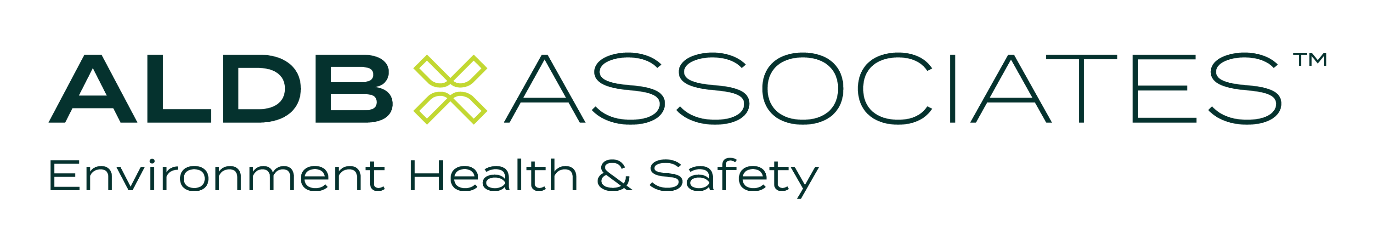 ALDB ASSOCIATES™
Environment Health & Safety